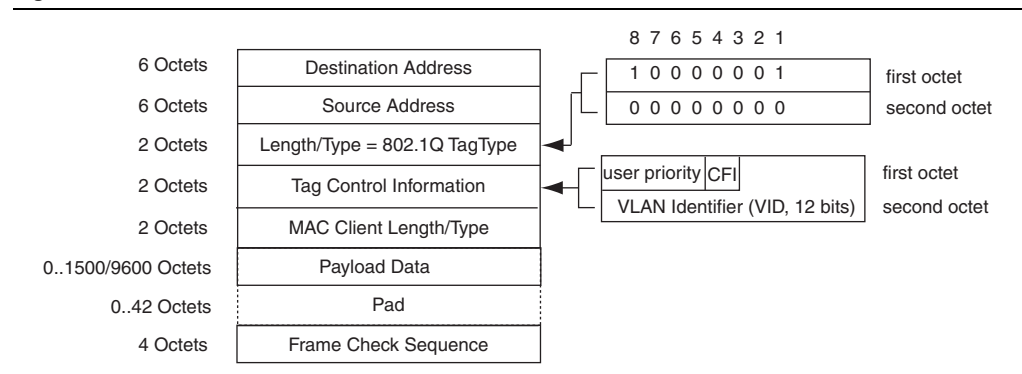 8 7 6 5 4 3 2 1
6 Octets Destination Address 1 0 0 0 0 0 0 1 first octet
6 Octets Source Address 0 0 0 0 0 0 0 0 second octet
2 Octets Length/Type = 802.1Q TagType
2 Octets Tag Control Information user priority CFI first octet
VLAN Identifier (VID, 12 bits) second octet
2 Octets MAC Client Length/Type
0..1500/9600 Octets Payload Data
0..42 Octets Pad
4 Octets Frame Check Sequence